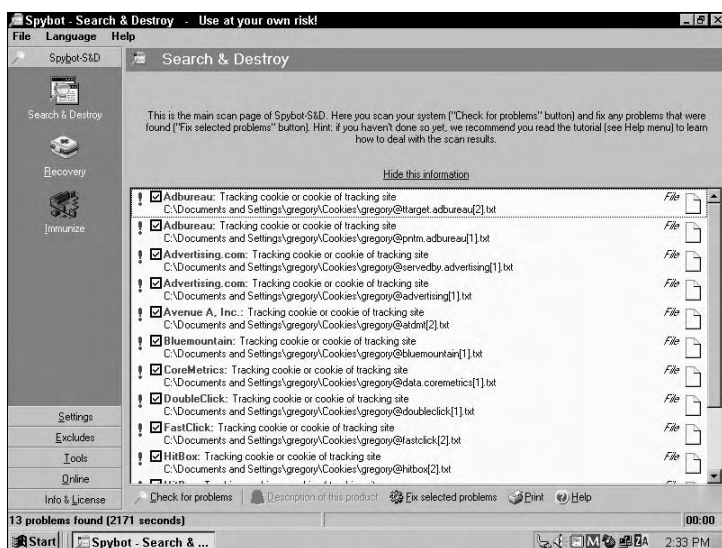 Spybot - Search & Destroy - Use at your own risk!
File Language Help
Spybot-S&D
Search & Destroy
Recovery
Immunize
Settings
Excludes
Tools
Online
Info & License
Search & Destroy
This is the main scan page of Spybot-S&D. Here you scan your system ("Check for problems" button) and fix any problems that were
found ("Fix selected problems" button). Hint: if you haven't done so yet, we recommend you read the tutorial (see Help menu) to learn
how to deal with the scan results.
Hide this information
Adbureau: Tracking cookie or cookie of tracking site File
C:\Documents and Settings\gregory\Cookies\gregory@ttarget.adbureau[2].txt
Adbureau: Tracking cookie or cookie of tracking site File
C:\Documents and Settings\gregory\Cookies\gregory@pntm.adbureau[1].txt
Advertising.com: Tracking cookie or cookie of tracking site File
C:\Documents and Settings\gregory\Cookies\gregory@servedby.advertising[1].txt
Advertising.com: Tracking cookie or cookie of tracking site File
C:\Documents and Settings\gregory\Cookies\gregory@advertising[1].txt
Avenue A, Inc.: Tracking cookie or cookie of tracking site File
C:\Documents and Settings\gregory\Cookies\gregory@atdmt[2].txt
Bluemountain: Tracking cookie or cookie of tracking site File
C:\Documents and Settings\gregory\Cookies\gregory@bluemountain[1].txt
CoreMetrics: Tracking cookie or cookie of tracking site File
C:\Documents and Settings\gregory\Cookies\gregory@data.coremetrics[1].txt
DoubleClick: Tracking cookie or cookie of tracking site File
C:\Documents and Settings\gregory\Cookies\gregory@doubleclick[1].txt
FastClick: Tracking cookie or cookie of tracking site File
C:\Documents and Settings\gregory\Cookies\gregory@fastclick[2].txt
HitBox: Tracking cookie or cookie of tracking site File
C:\Documents and Settings\gregory\Cookies\gregory@hitbox[2].txt
Check for problems Description of this product Fix selected problems Print Help
13 problems found (2171 seconds) 00:00
Start Spybot - Search & ... 2:33 PM